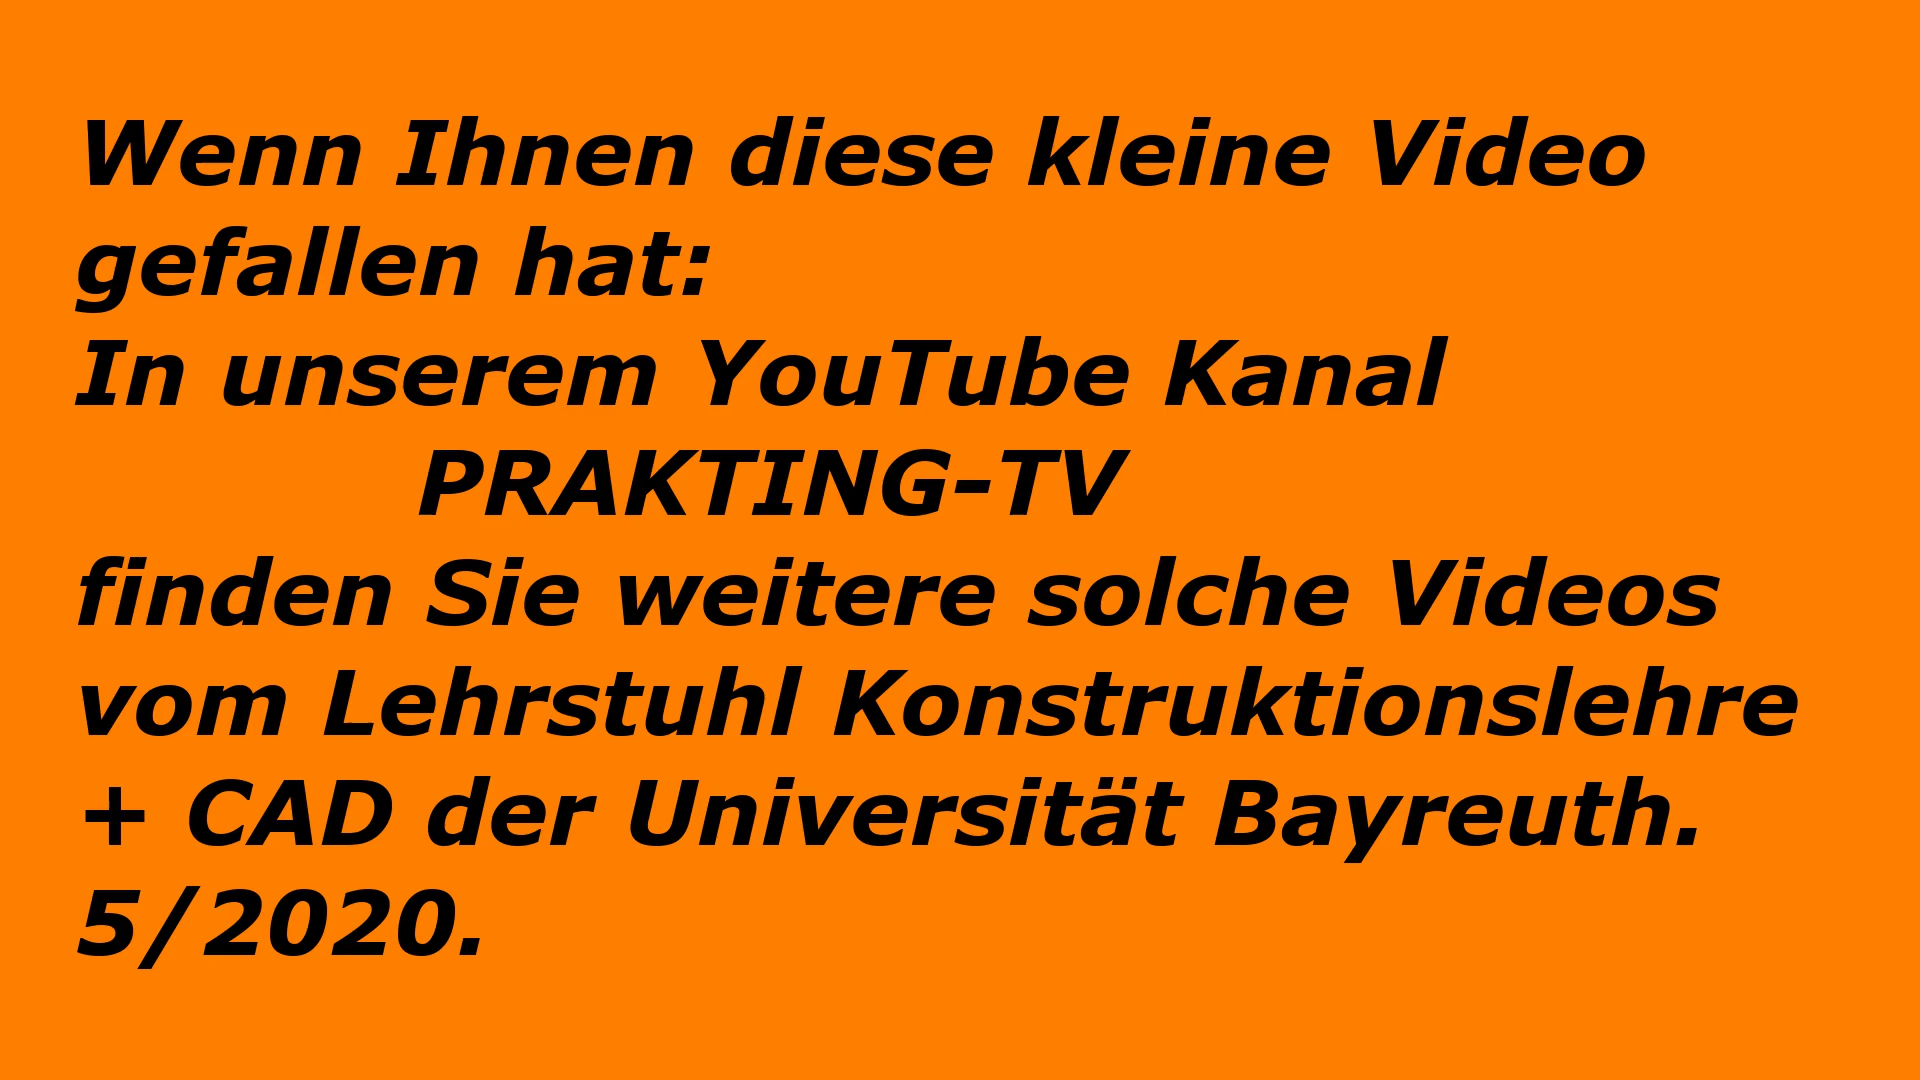 Wenn Ihnen diese kleine Video
gefallen hat:
In unserem YouTube Kanal
PRAKTING-TV
finden Sie weitere solche Videos
vom Lehrstuhl Konstruktionslehre
+ CAD der Universität Bayreuth.
5/2020.